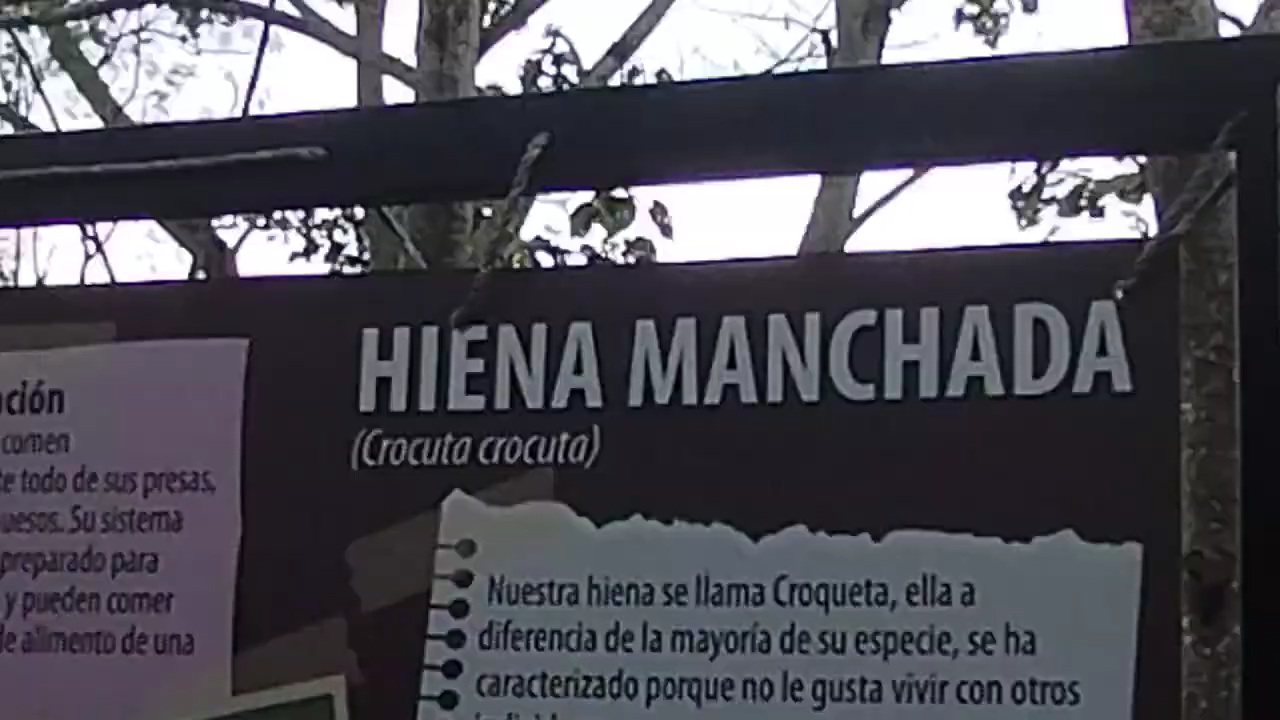 ción
comen
te todo de sus presas,
uesos. Su sistema
preparado para
y pueden comer
de alimento de una
HIENA MANCHADA
(Crocuta crocuta)
Nuestra hiena se llama Croqueta, ella a
diferencia de la mayoría de su especie, se ha
caracterizado porque no le gusta vivir con otros